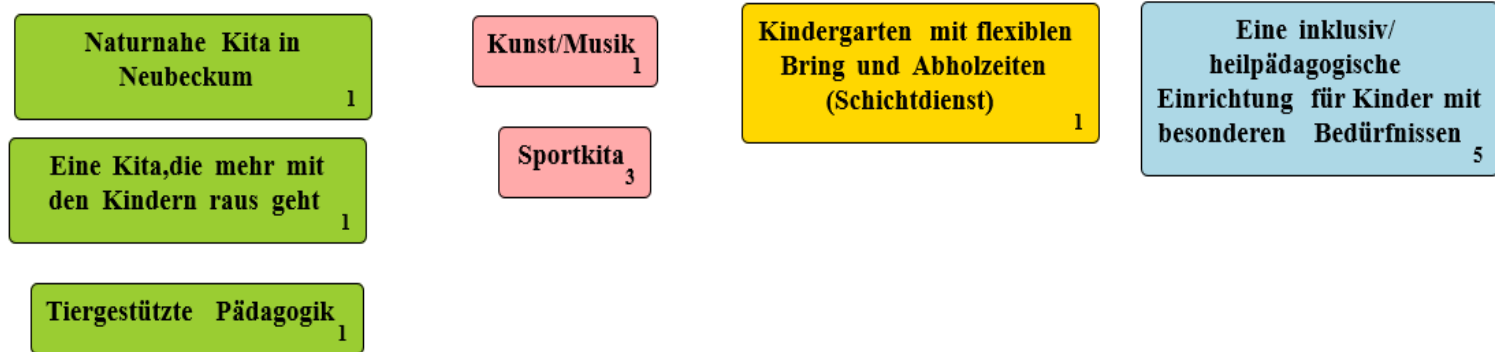 Naturnahe Kita in
Neubeckum
1
Eine Kita,die mehr mit
den Kindern raus geht
1
Tiergestützte Pädagogik
1
Kunst/Musik
1
Sportkita
3
Kindergarten mit flexiblen
Bring und Abholzeiten
(Schichtdienst)
1
Eine inklusiv/
heilpädagogische
Einrichtung für Kinder mit
besonderen Bedürfnissen
5